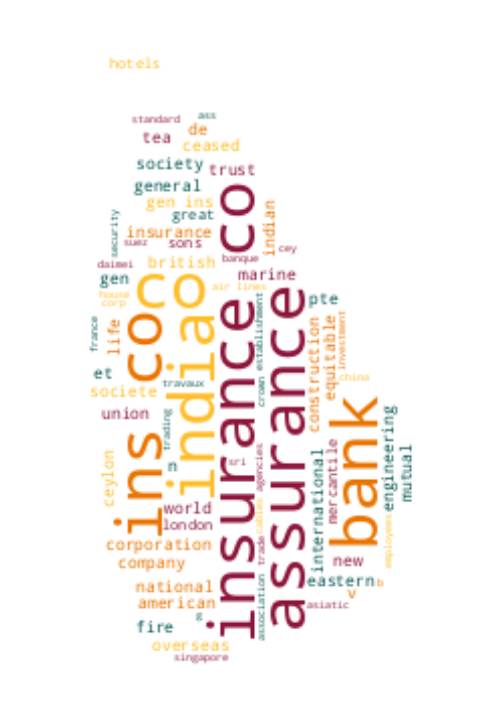 hotels
standard
ass
tea
de
ceased
society
trust
general
gen ins
great
indian
security
insurance
suez
sons
cey
banque
daimei
british
marine
gen
air lines
house
corp
co
insurance co
india o
c
assurance
pte
ins co
life
france
crown establishment
construction
equitable
investment
et
travaux
china
societe
union
trading
bank
engineering
mutual
ceylon
n
sri
agencies
mercantile
international
world
london
cables
trade
employees
corporation
company
new
national
eastern
b
american
association
v
asiatic
s
fire
overseas
singapore